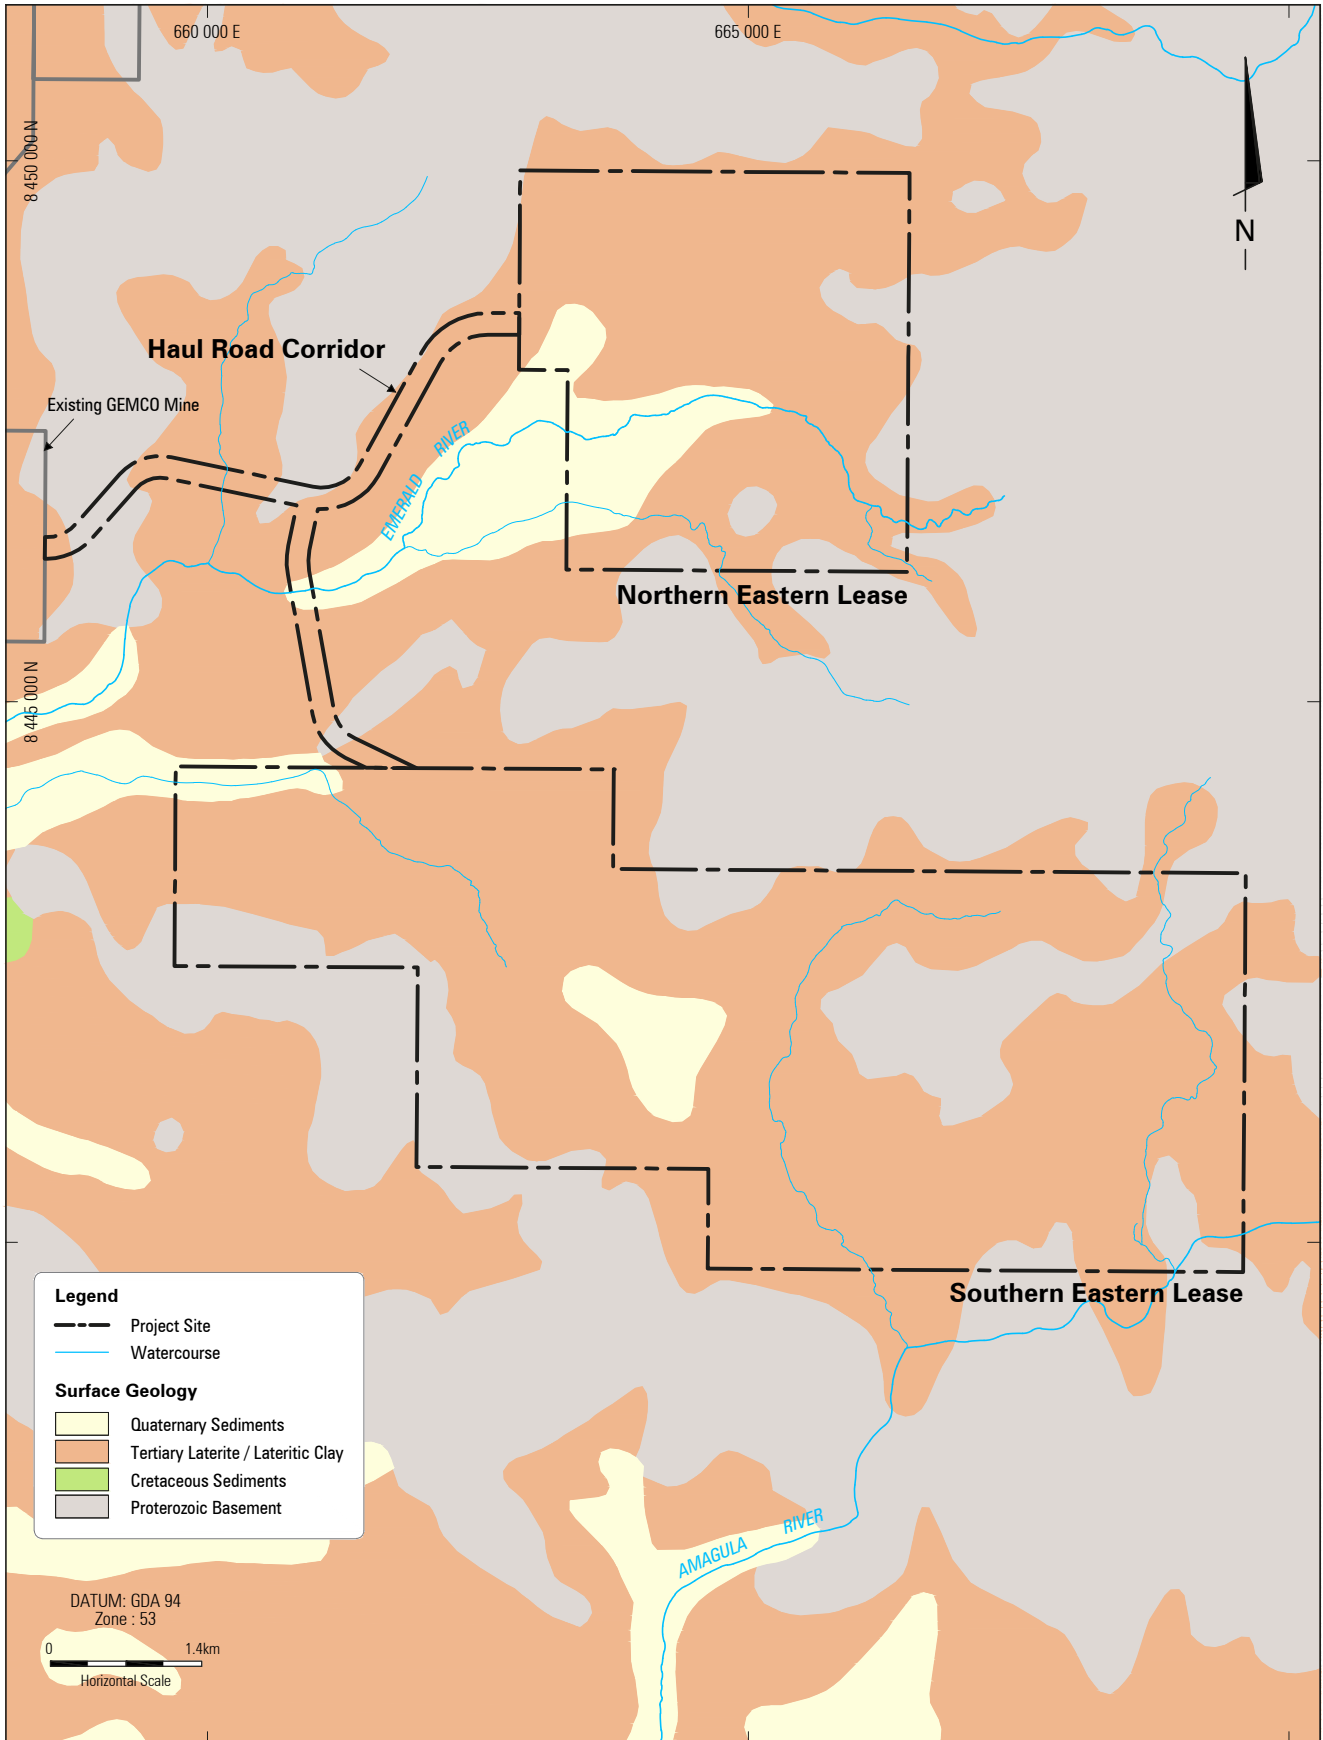 660 000 E
665 000 E
8 450 000 N
N
Haul Road Corridor
Existing GEMCO Mine
EMERALD RIVER
Northern Eastern Lease
8 445 000 N
Southern Eastern Lease
Legend
Project Site
Watercourse
Surface Geology
Quaternary Sediments
Tertiary Laterite / Lateritic Clay
Cretaceous Sediments
Proterozoic Basement
AMAGULA RIVER
DATUM: GDA 94
Zone : 53
0 1.4km
Horizontal Scale